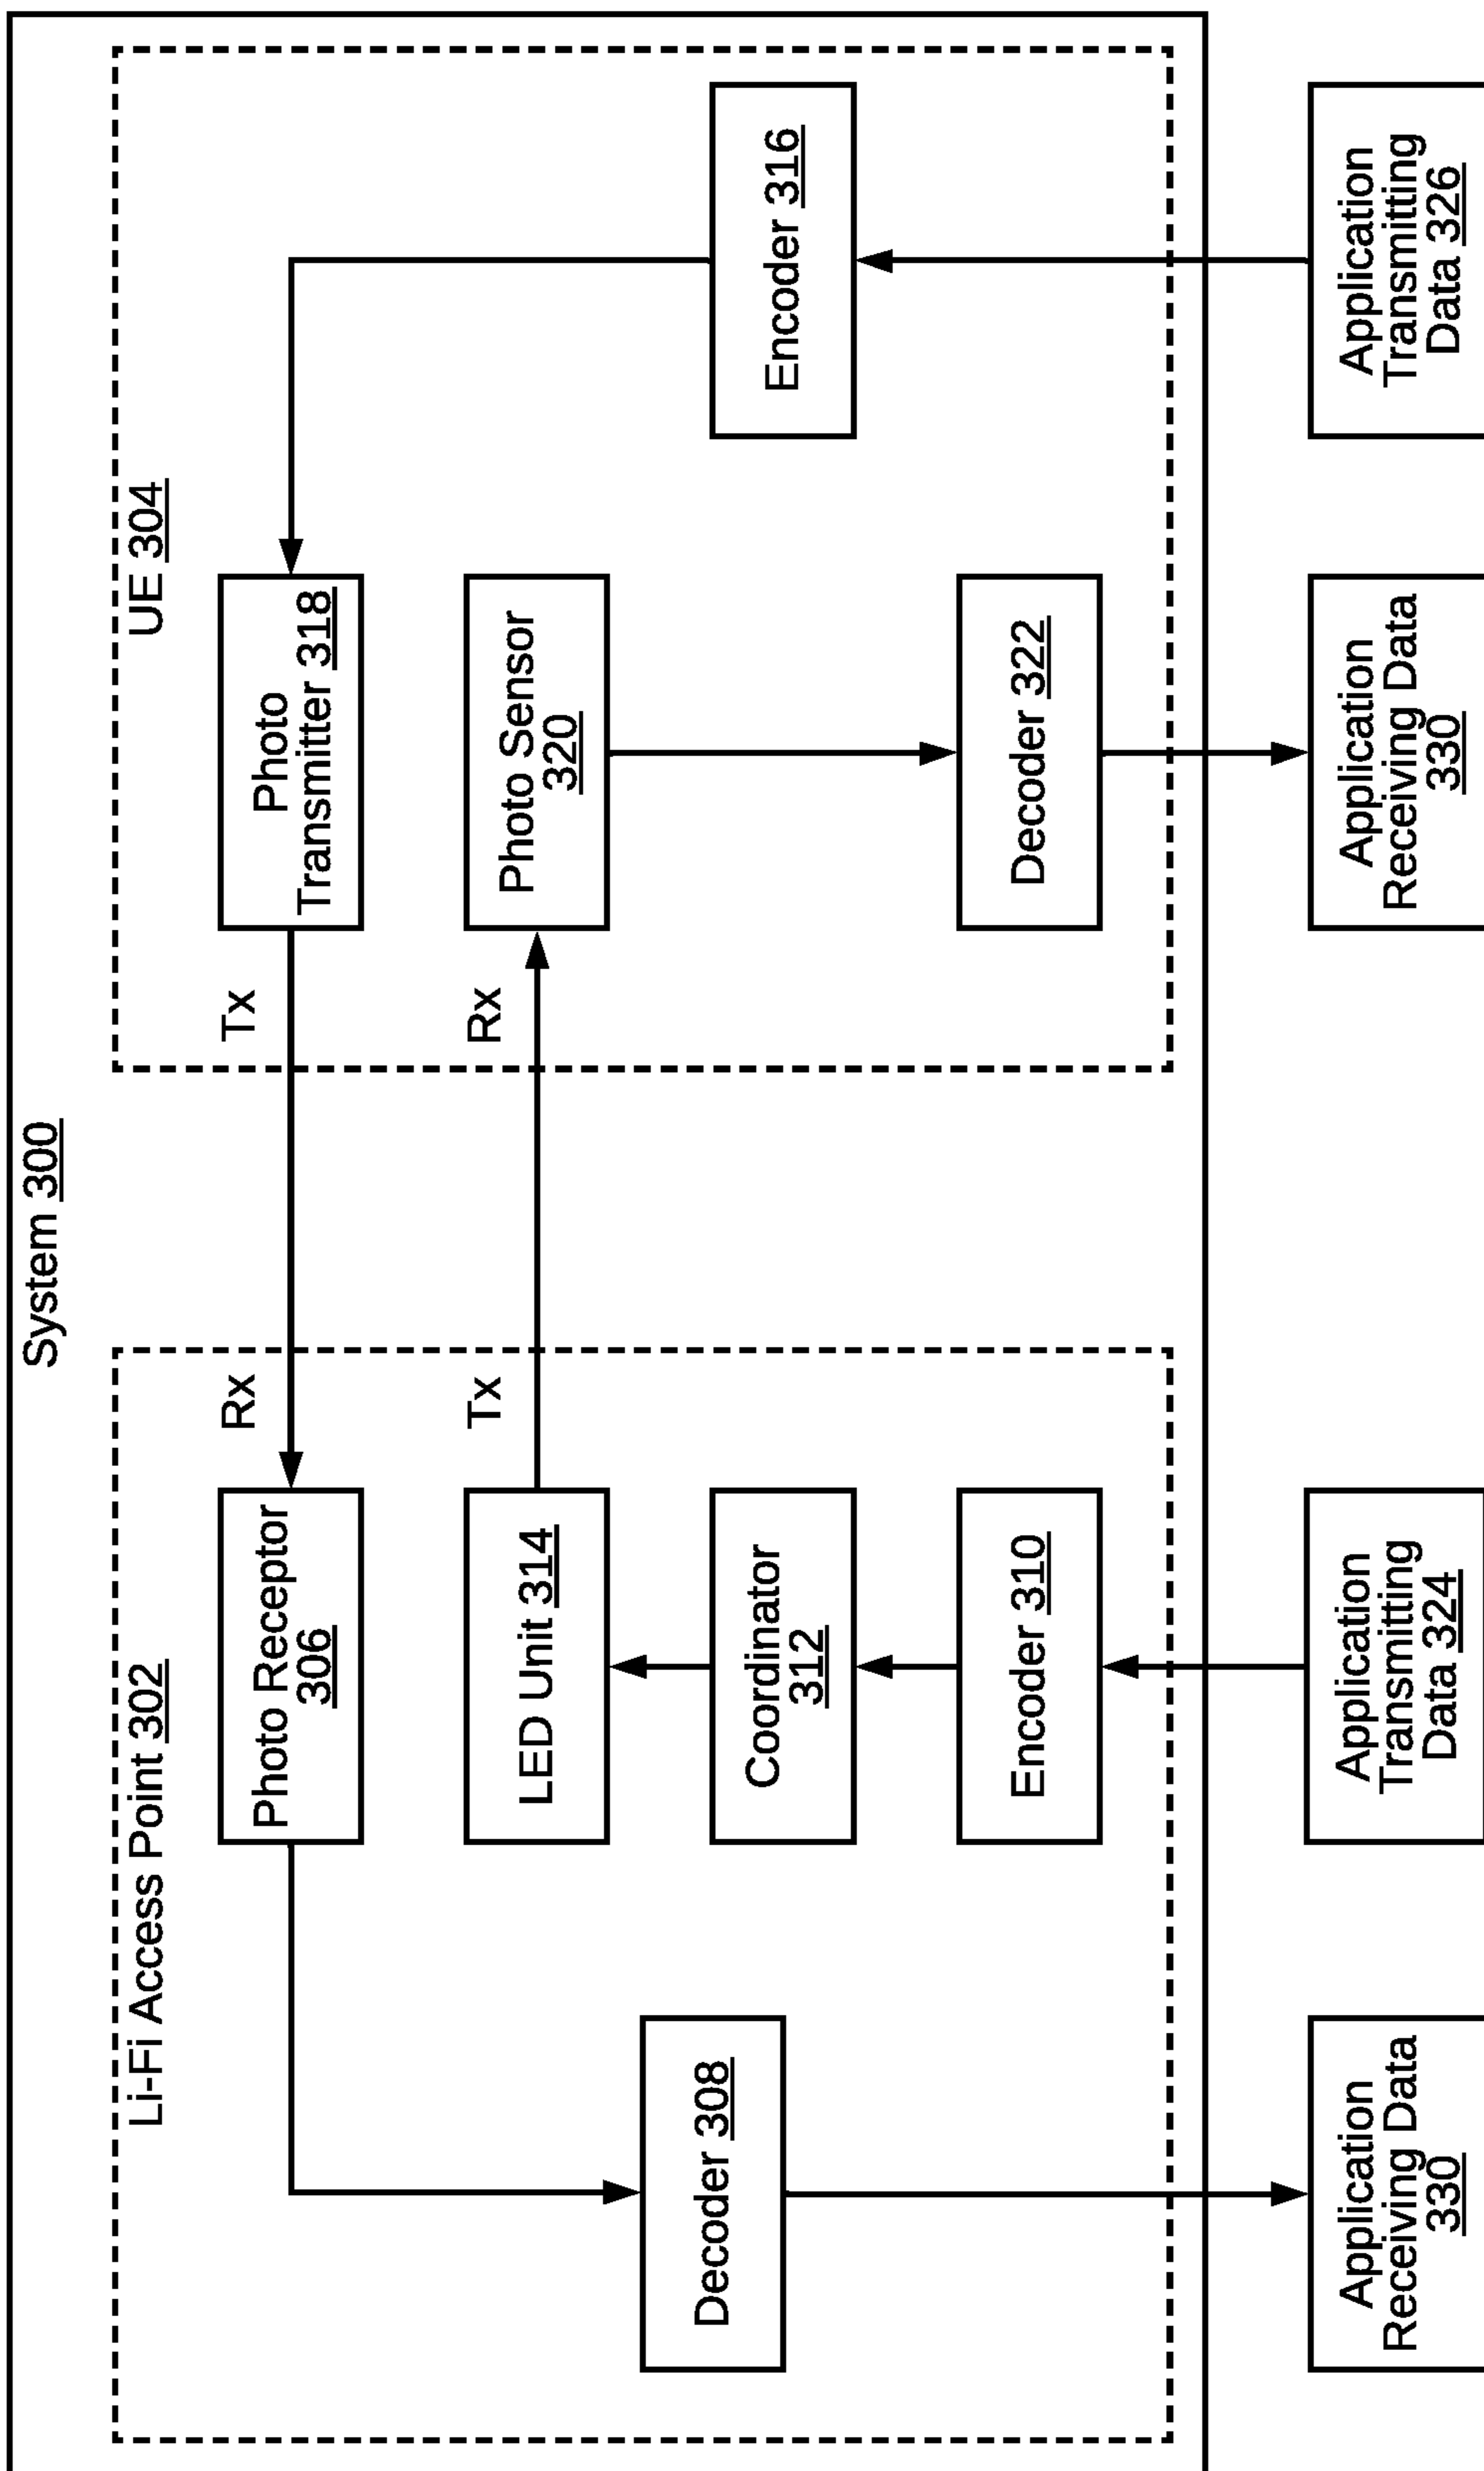 System 300
Li-Fi Access Point 302
UE 304
Rx
Tx
Photo Receptor
306
Photo
Transmitter 318
Tx
Rx
LED Unit 314
Photo Sensor
320
Decoder 308
Coordinator
312
Encoder 316
Encoder 310
Decoder 322
Application
Receiving Data
330
Application
Transmitting
Data 324
Application
Receiving Data
330
Application
Transmitting
Data 326